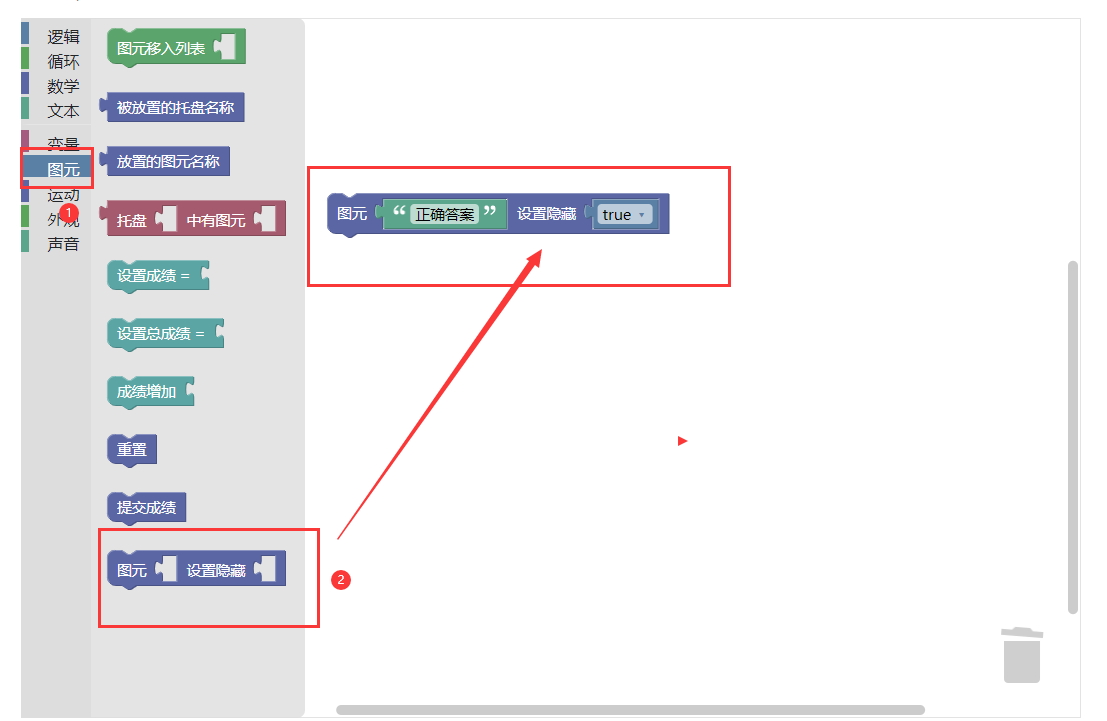 逻辑
循环
数学
文本
变量
图元
运动
1
外观
声音
图元移入列表
被放置的托盘名称
放置的图元名称
托盘 中有图元
设置成绩 =
设置总成绩 =
成绩增加
重置
提交成绩
图元 设置隐藏
2
图元 “ 正确答案 ” 设置隐藏 true